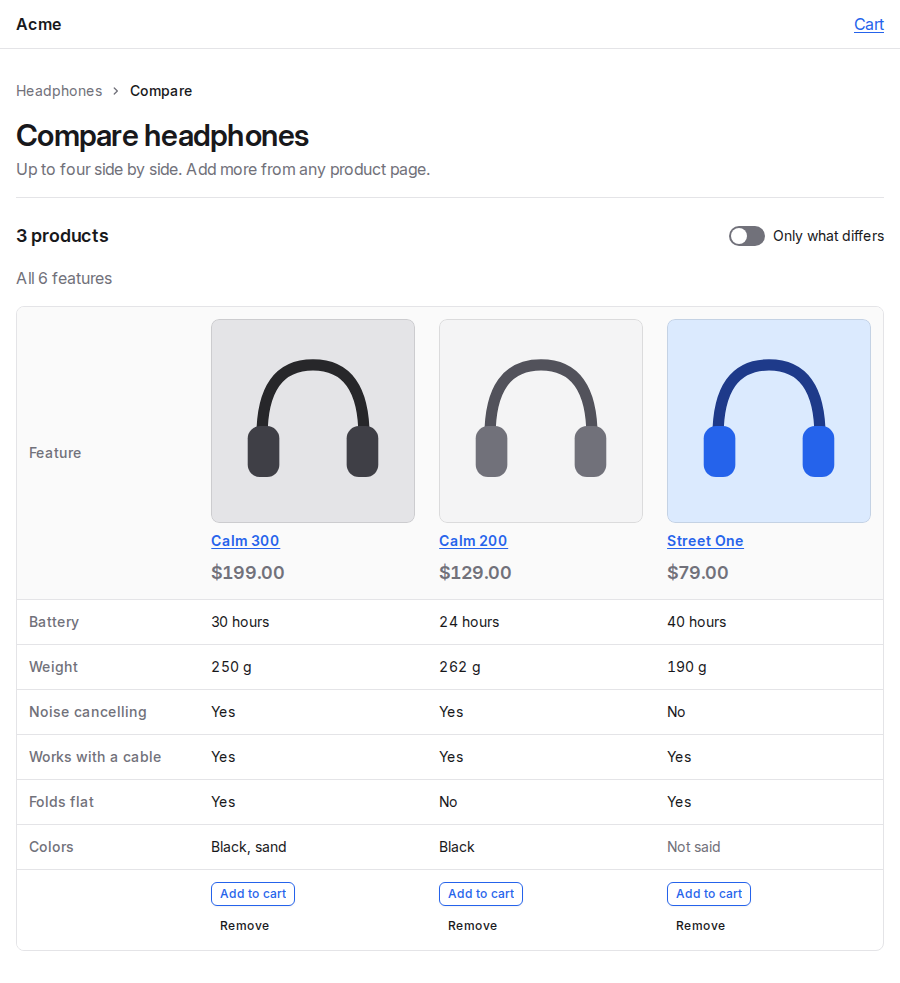 Acme
Cart
Headphones > Compare
Compare headphones
Up to four side by side. Add more from any product page.
3 products
Only what differs
All 6 features
Feature
Calm 300
$199.00
Calm 200
$129.00
Street One
$79.00
Battery 30 hours 24 hours 40 hours
Weight 250 g 262 g 190 g
Noise cancelling Yes Yes No
Works with a cable Yes Yes Yes
Folds flat Yes No Yes
Colors Black, sand Black Not said
Add to cart Add to cart Add to cart
Remove Remove Remove